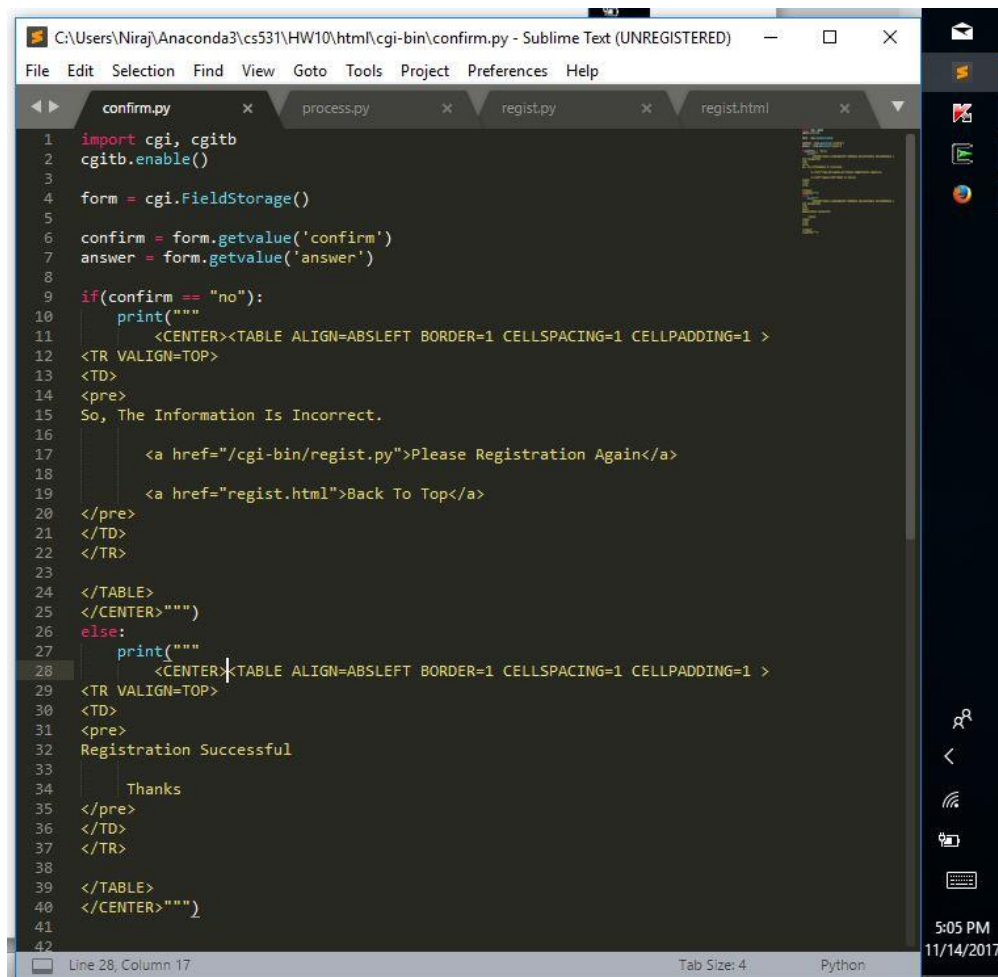 C:\Users\Niraj\Anaconda3\cs531\HW10\html\cgi-bin\confirm.py - Sublime Text (UNREGISTERED)
File Edit Selection Find View Goto Tools Project Preferences Help
confirm.py process.py regist.py regist.html
1 import cgi, cgitb
2 cgitb.enable()
3
4 form = cgi.FieldStorage()
5
6 confirm = form.getvalue('confirm')
7 answer = form.getvalue('answer')
8
9 if(confirm == "no"):
10 print("""
11 <CENTER><TABLE ALIGN=ABSLEFT BORDER=1 CELLSPACING=1 CELLPADDING=1 >
12 <TR VALIGN=TOP>
13 <TD>
14 <pre>
15 So, The Information Is Incorrect.
16
17 <a href="/cgi-bin/regist.py">Please Registration Again</a>
18
19 <a href="regist.html">Back To Top</a>
20 </pre>
21 </TD>
22 </TR>
23
24 </TABLE>
25 </CENTER>""")
26 else:
27 print("""
28 <CENTER><TABLE ALIGN=ABSLEFT BORDER=1 CELLSPACING=1 CELLPADDING=1 >
29 <TR VALIGN=TOP>
30 <TD>
31 <pre>
32 Registration Successful
33
34 Thanks
35 </pre>
36 </TD>
37 </TR>
38
39 </TABLE>
40 </CENTER>""")
41
42
Line 28, Column 17 Tab Size: 4 Python
5:05 PM
11/14/2017